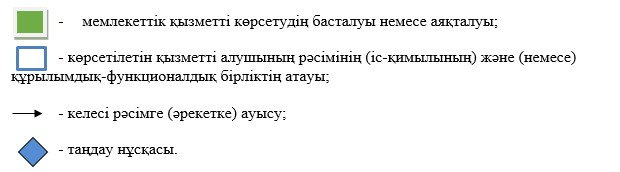 - мемлекеттік қызметті көрсетудің басталуы немесе аяқталуы;
- көрсетілетін қызметті алушының рәсімінің (іс-қимылының) және (немесе)
құрылымдық-функционалдық бірліктің атауы;
- келесі рәсімге (әрекетке) ауысу;
- таңдау нұсқасы.